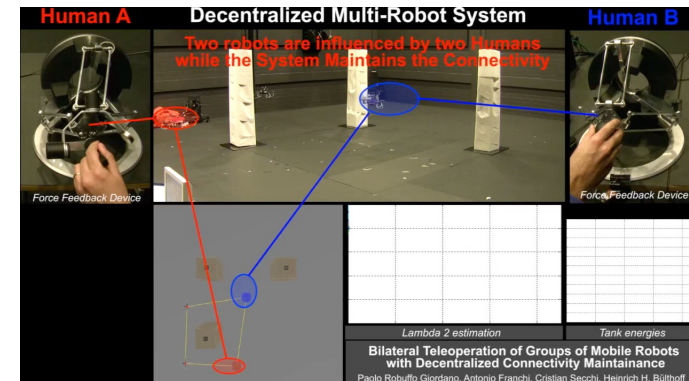 Human A
Decentralized Multi-Robot System
Human B
Two robots are influenced by two Humans
while the System Maintains the Connectivity
Force Feedback Device
Force Feedback Device
Lambda 2 estimation
Tank energies
Bilateral Teleoperation of Groups of Mobile Robots
with Decentralized Connectivity Maintainance
Paolo Robuffo Giordano, Antonio Franchi, Cristian Secchi, Heinrich H. Bülthoff